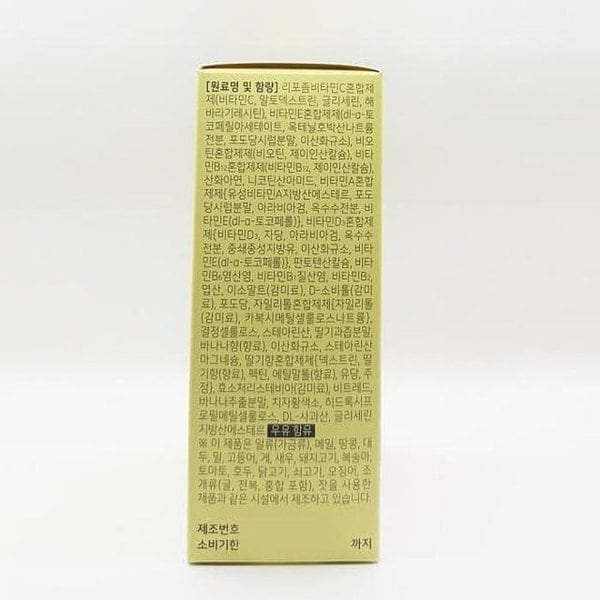 [원료명 및 함량] 리포좀비타민C혼합제
제(비타민C, 말토덱스트린, 글리세린, 해
바라기레시틴), 비타민E혼합제제(dl-α-토
코페릴아세테이트, 옥테닐호박산나트륨
전분, 포도당시럽분말, 이산화규소), 비오
틴혼합제제(비오틴, 제이인산칼슘), 비타
민B12혼합제제(비타민B12, 제이인산칼슘),
산화아연, 니코틴산아미드, 비타민A혼합
제제{유성비타민A지방산에스테르, 포도
당시럽분말, 아라비아검, 옥수수전분, 비
타민E(dl-α-토코페롤)}, 비타민D3혼합제
제{비타민D3, 자당, 아라비아검, 옥수수
전분, 중쇄중성지방유, 이산화규소, 비타
민E(dl-α-토코페롤)}, 판토텐산칼슘, 비타
민B6염산염, 비타민B1질산염, 비타민B2,
엽산, 이소말트(감미료), D-소비톨(감미
료), 포도당, 자일리톨혼합제제{자일리톨
(감미료), 카복시메틸셀룰로스나트륨},
결정셀룰로스, 스테아린산, 딸기과즙분말,
바나나향(향료), 이산화규소, 스테아린산
마그네슘, 딸기향혼합제제{덱스트린, 딸
기향(향료), 펙틴, 에틸말톨(향료), 유당, 주
정}, 효소처리스테비아(감미료), 비트레드,
바나나추출분말, 치자황색소, 히드록시프
로필메틸셀룰로스, DL-사과산, 글리세린
지방산에스테르 우유 함유
※ 이 제품은 알류(가금류), 메밀, 땅콩, 대
두, 밀, 고등어, 게, 새우, 돼지고기, 복숭아,
토마토, 호두, 닭고기, 쇠고기, 오징어, 조
개류(굴, 전복, 홍합 포함), 잣을 사용한
제품과 같은 시설에서 제조하고 있습니다.
제조번호
소비기한 까지